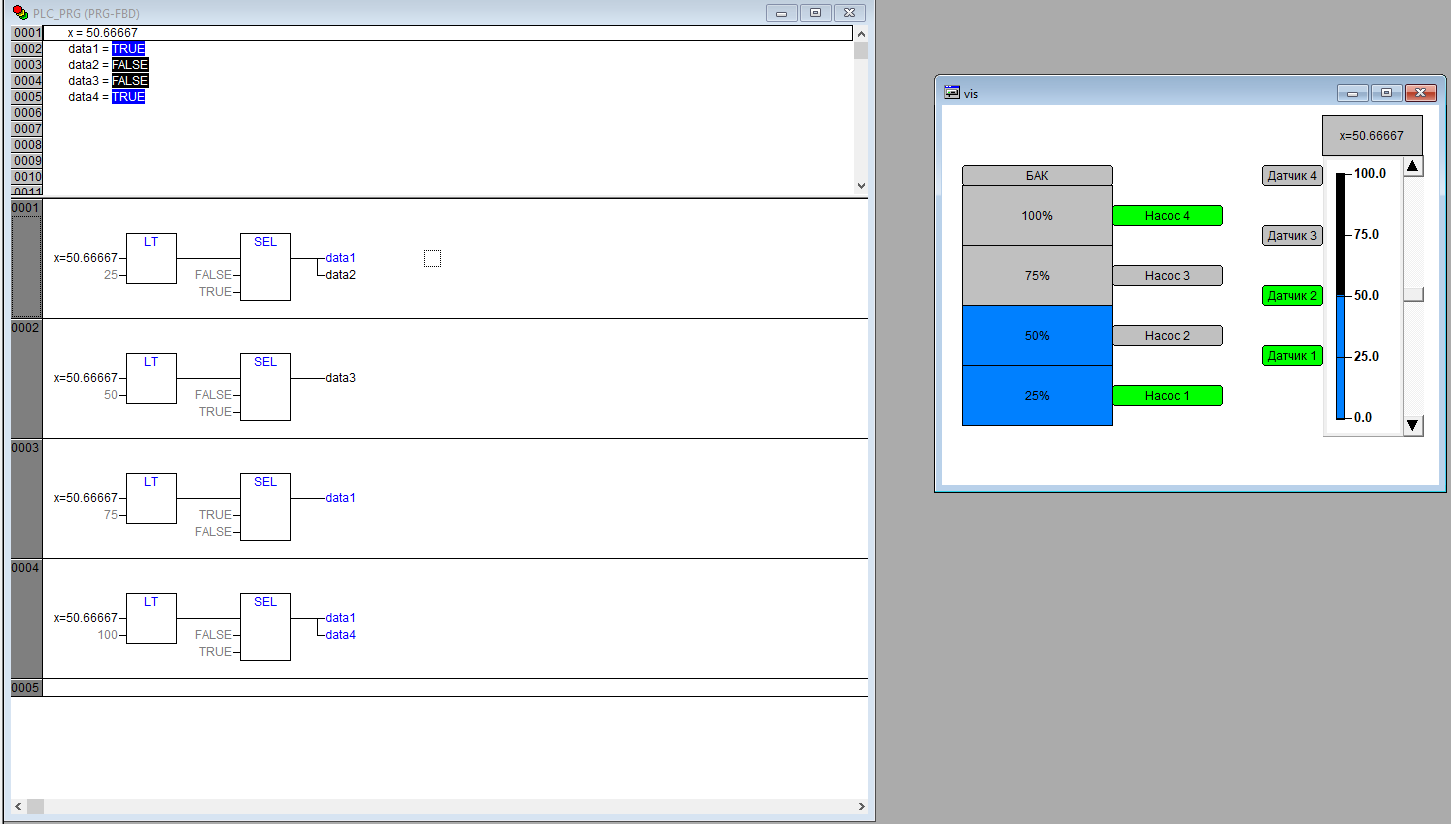 PLC_PRG (PRG-FBD)
0001 x = 50.66667
0002 data1 = TRUE
0003 data2 = FALSE
0004 data3 = FALSE
0005 data4 = TRUE
0006
0007
0008
0009
0010
0011
0001
LT SEL
x=50.66667 data1
25 FALSE data2
TRUE
0002
LT SEL
x=50.66667 data3
50 FALSE
TRUE
0003
LT SEL
x=50.66667 data1
75 TRUE
FALSE
0004
LT SEL
x=50.66667 data1
100 FALSE data4
TRUE
0005
vis
x=50.66667
БАК Датчик 4 100.0
100% Насос 4
Датчик 3 75.0
75% Насос 3
Датчик 2 50.0
50% Насос 2
Датчик 1 25.0
25% Насос 1
0.0